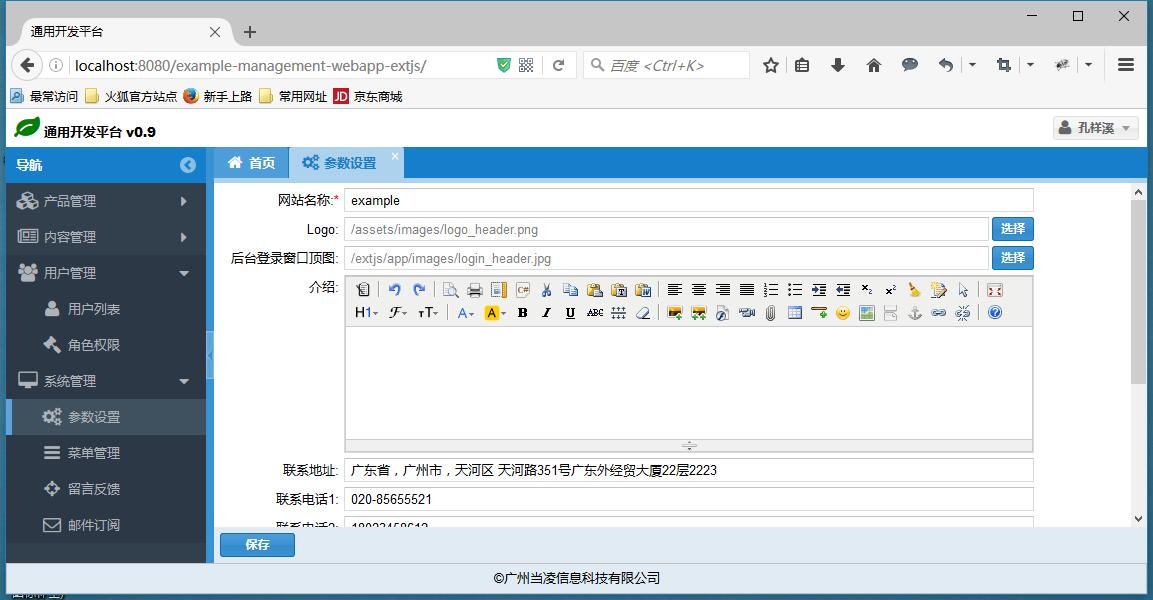 通用开发平台
localhost:8080/example-management-webapp-extjs/
百度 <Ctrl+K>
最常访问 火狐官方站点 新手上路 常用网址 JD 京东商城
通用开发平台 v0.9
孔祥溪
导航
首页
参数设置
产品管理
内容管理
用户管理
用户列表
角色权限
系统管理
参数设置
菜单管理
留言反馈
邮件订阅
网站名称:* example
Logo: /assets/images/logo_header.png 选择
后台登录窗口顶图: /extjs/app/images/login_header.jpg 选择
介绍:
H1 F TT A A B I U ABC
联系地址: 广东省，广州市，天河区 天河路351号广东外经贸大厦22层2223
联系电话1: 020-85655521
联系电话2: 18023458612
保存
©广州当凌信息科技有限公司